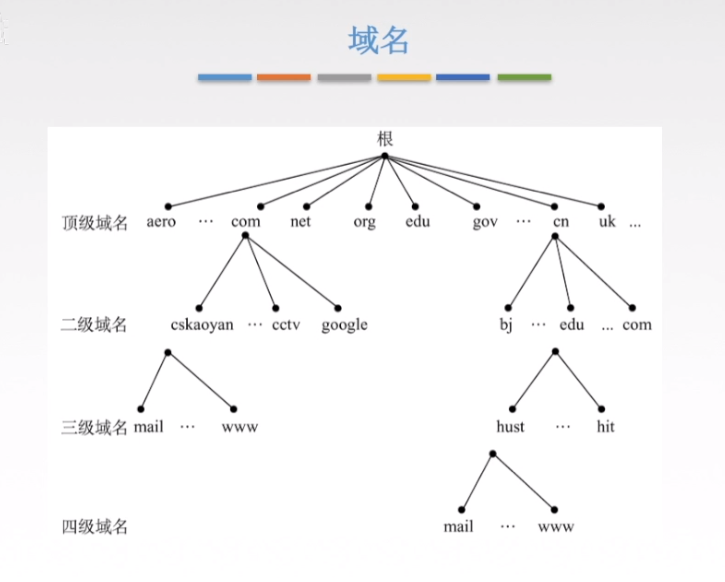 域名
根
顶级域名 aero … com net org edu gov … cn uk ...
二级域名 cskaoyan … cctv google bj … edu ... com
三级域名 mail … www hust … hit
四级域名 mail … www